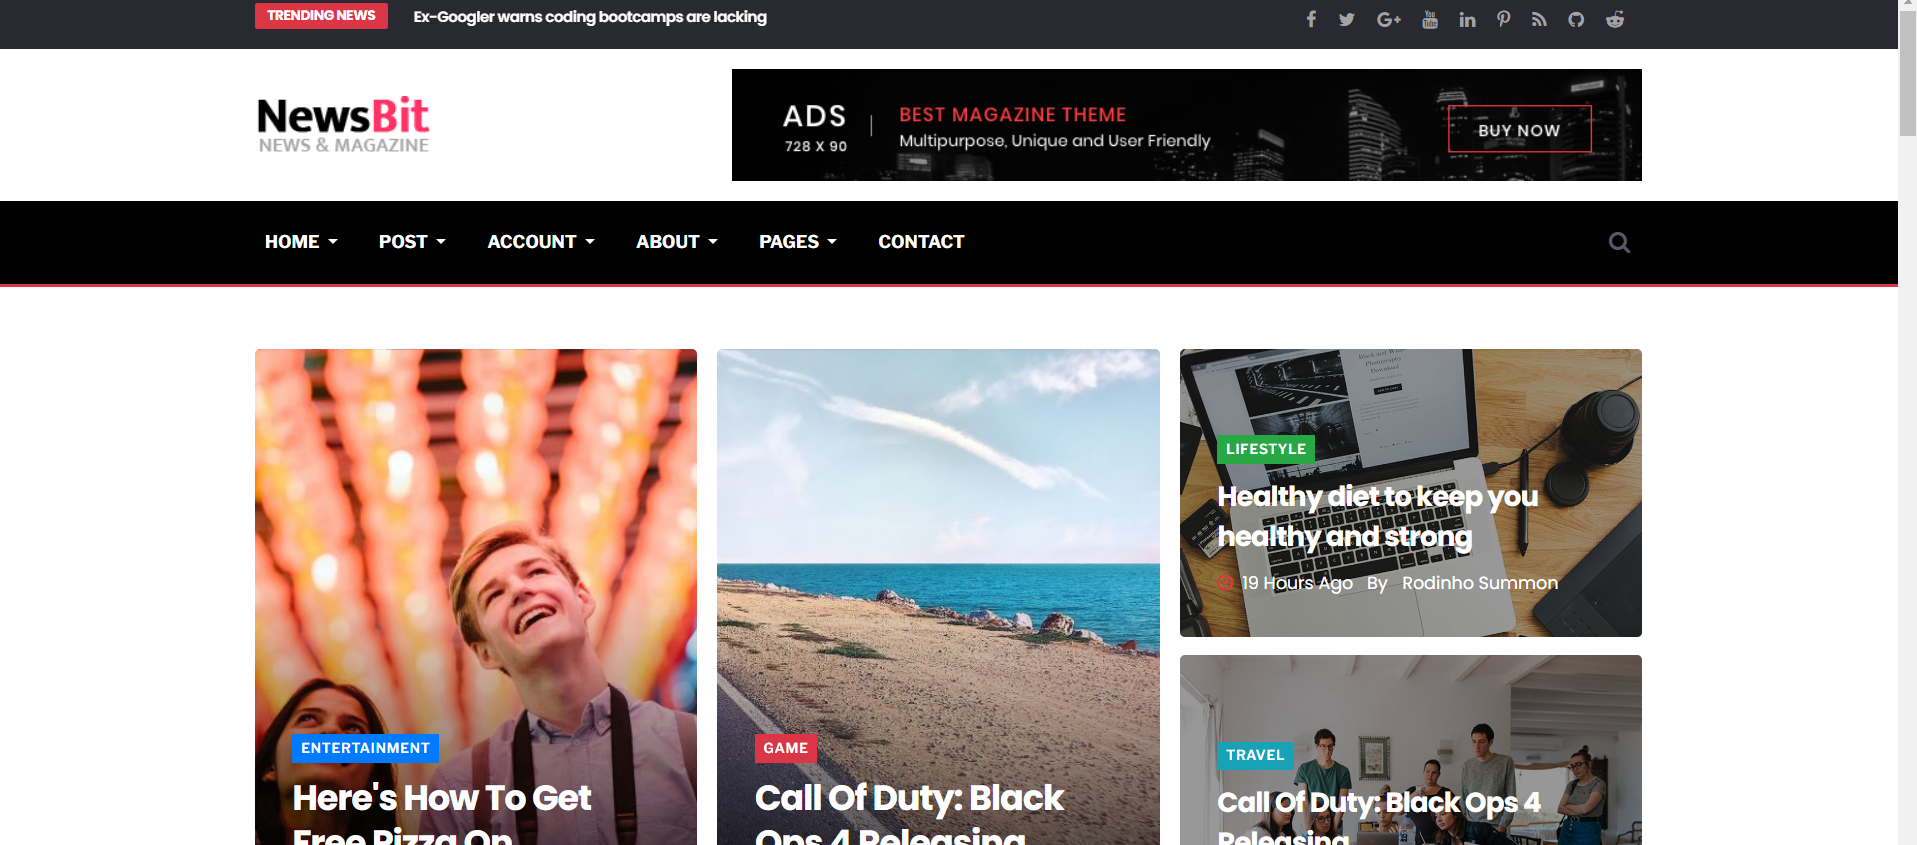 TRENDING NEWS
Ex-Googler warns coding bootcamps are lacking
NewsBit
NEWS & MAGAZINE
ADS
728 X 90
BEST MAGAZINE THEME
Multipurpose, Unique and User Friendly
BUY NOW
HOME
POST
ACCOUNT
ABOUT
PAGES
CONTACT
ENTERTAINMENT
Here's How To Get
Free Pizza On
GAME
Call Of Duty: Black
Ops 4 Releasing
LIFESTYLE
Healthy diet to keep you
healthy and strong
19 Hours Ago By Rodinho Summon
TRAVEL
Call Of Duty: Black Ops 4
Releasing